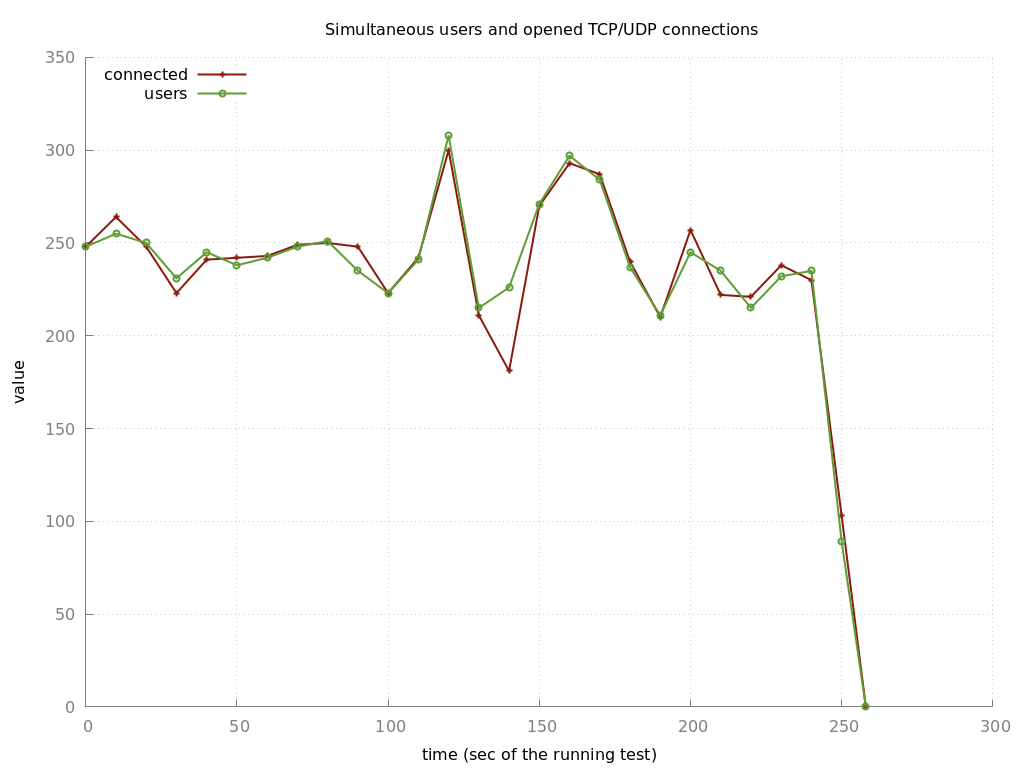 Simultaneous users and opened TCP/UDP connections
350
300
250
200
150
100
50
0
connected
users
value
0 50 100 150 200 250 300
time (sec of the running test)